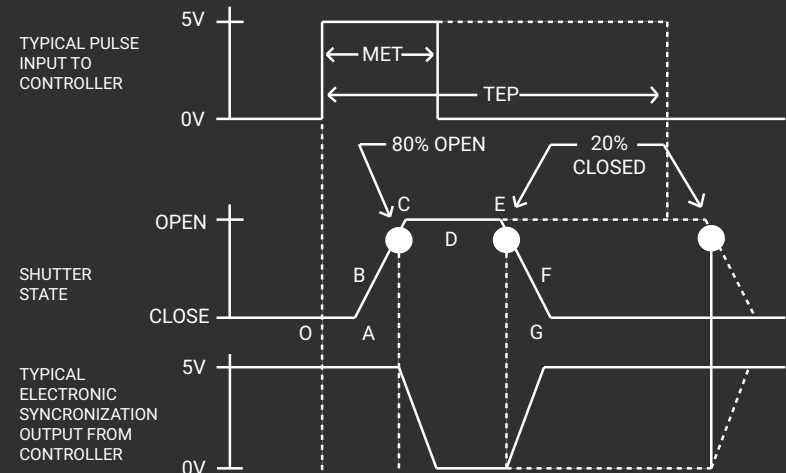 5V
TYPICAL PULSE
INPUT TO
CONTROLLER
MET
TEP
0V
80% OPEN
20%
CLOSED
C
E
OPEN
D
SHUTTER
STATE
B
F
CLOSE
O
A
G
5V
TYPICAL
ELECTRONIC
SYNCRONIZATION
OUTPUT FROM
CONTROLLER
0V